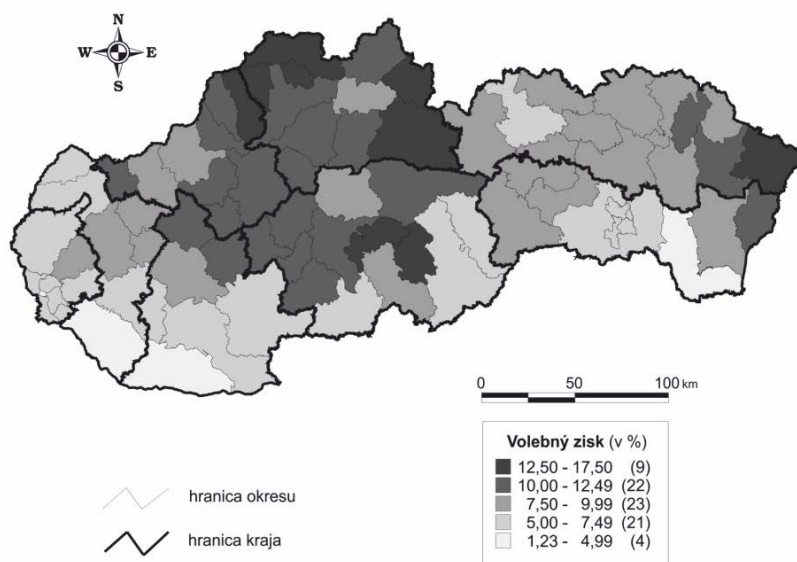 N
W E
S
0 50 100 km
Volebný zisk (v %)
12,50 - 17,50 (9)
10,00 - 12,49 (22)
7,50 - 9,99 (23)
5,00 - 7,49 (21)
1,23 - 4,99 (4)
hranica okresu
hranica kraja